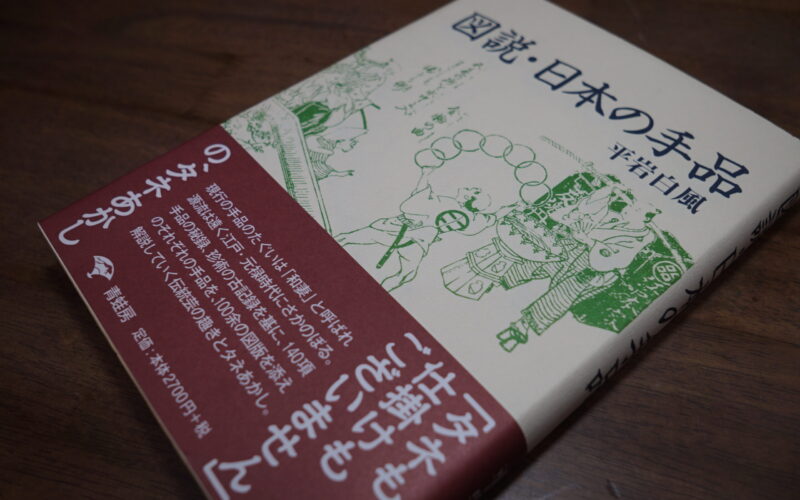 図説・日本の手品
平岩白風
「タネも
仕掛けも
ございません」
の、タネあかし
現行の手品のたぐいは「和妻」と呼ばれ
源流は遠く江戸・元禄時代にさかのぼる。
手品の秘録・珍術の古記録を基に、140項
のそれぞれの手品を、100余の図版を添え
解説していく伝統芸の趣きとタネあかし。
青蛙房
定価:本体2700円+税